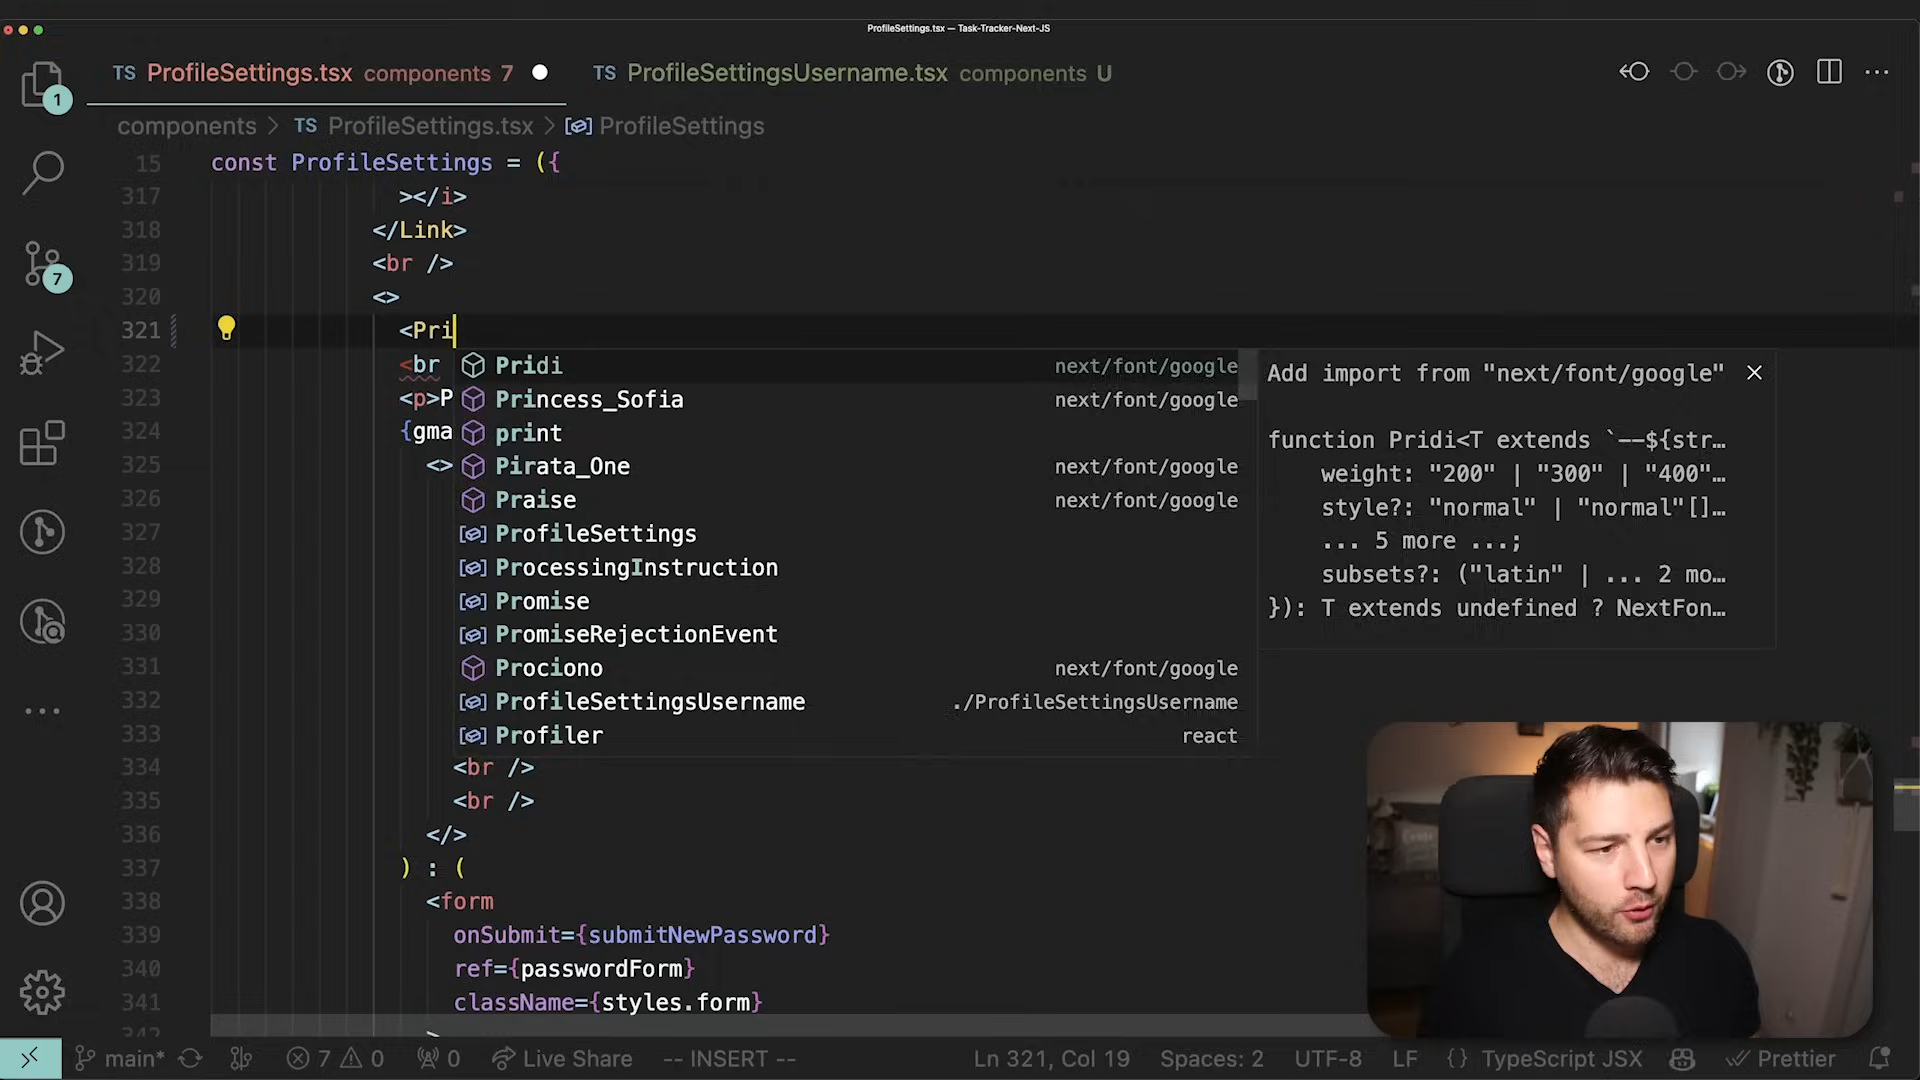 ProfileSettings.tsx — Task-Tracker-Next-JS
TS ProfileSettings.tsx components 7
TS ProfileSettingsUsername.tsx components U
1
components > TS ProfileSettings.tsx > ProfileSettings
15 const ProfileSettings = ({
317 ></i>
318 </Link>
319 <br />
320 <>
321 <Pri
322 <br
323 <p>P
324 {gma
325 <>
326
327
328
329
330
331
332
333
334 <br />
335 <br />
336 </>
337 ) : (
338 <form
339 onSubmit={submitNewPassword}
340 ref={passwordForm}
341 className={styles.form}
342 >
Pridi next/font/google
Princess_Sofia next/font/google
print
Pirata_One next/font/google
Praise next/font/google
ProfileSettings
ProcessingInstruction
Promise
PromiseRejectionEvent
Prociono next/font/google
ProfileSettingsUsername ./ProfileSettingsUsername
Profiler react
Add import from "next/font/google"
function Pridi<T extends `--${str…
weight: "200" | "300" | "400"…
style?: "normal" | "normal"[]…
... 5 more ...;
subsets?: ("latin" | ... 2 mo…
}): T extends undefined ? NextFon…
7
main* 7 0 0 Live Share -- INSERT -- Ln 321, Col 19 Spaces: 2 UTF-8 LF {} TypeScript JSX Prettier